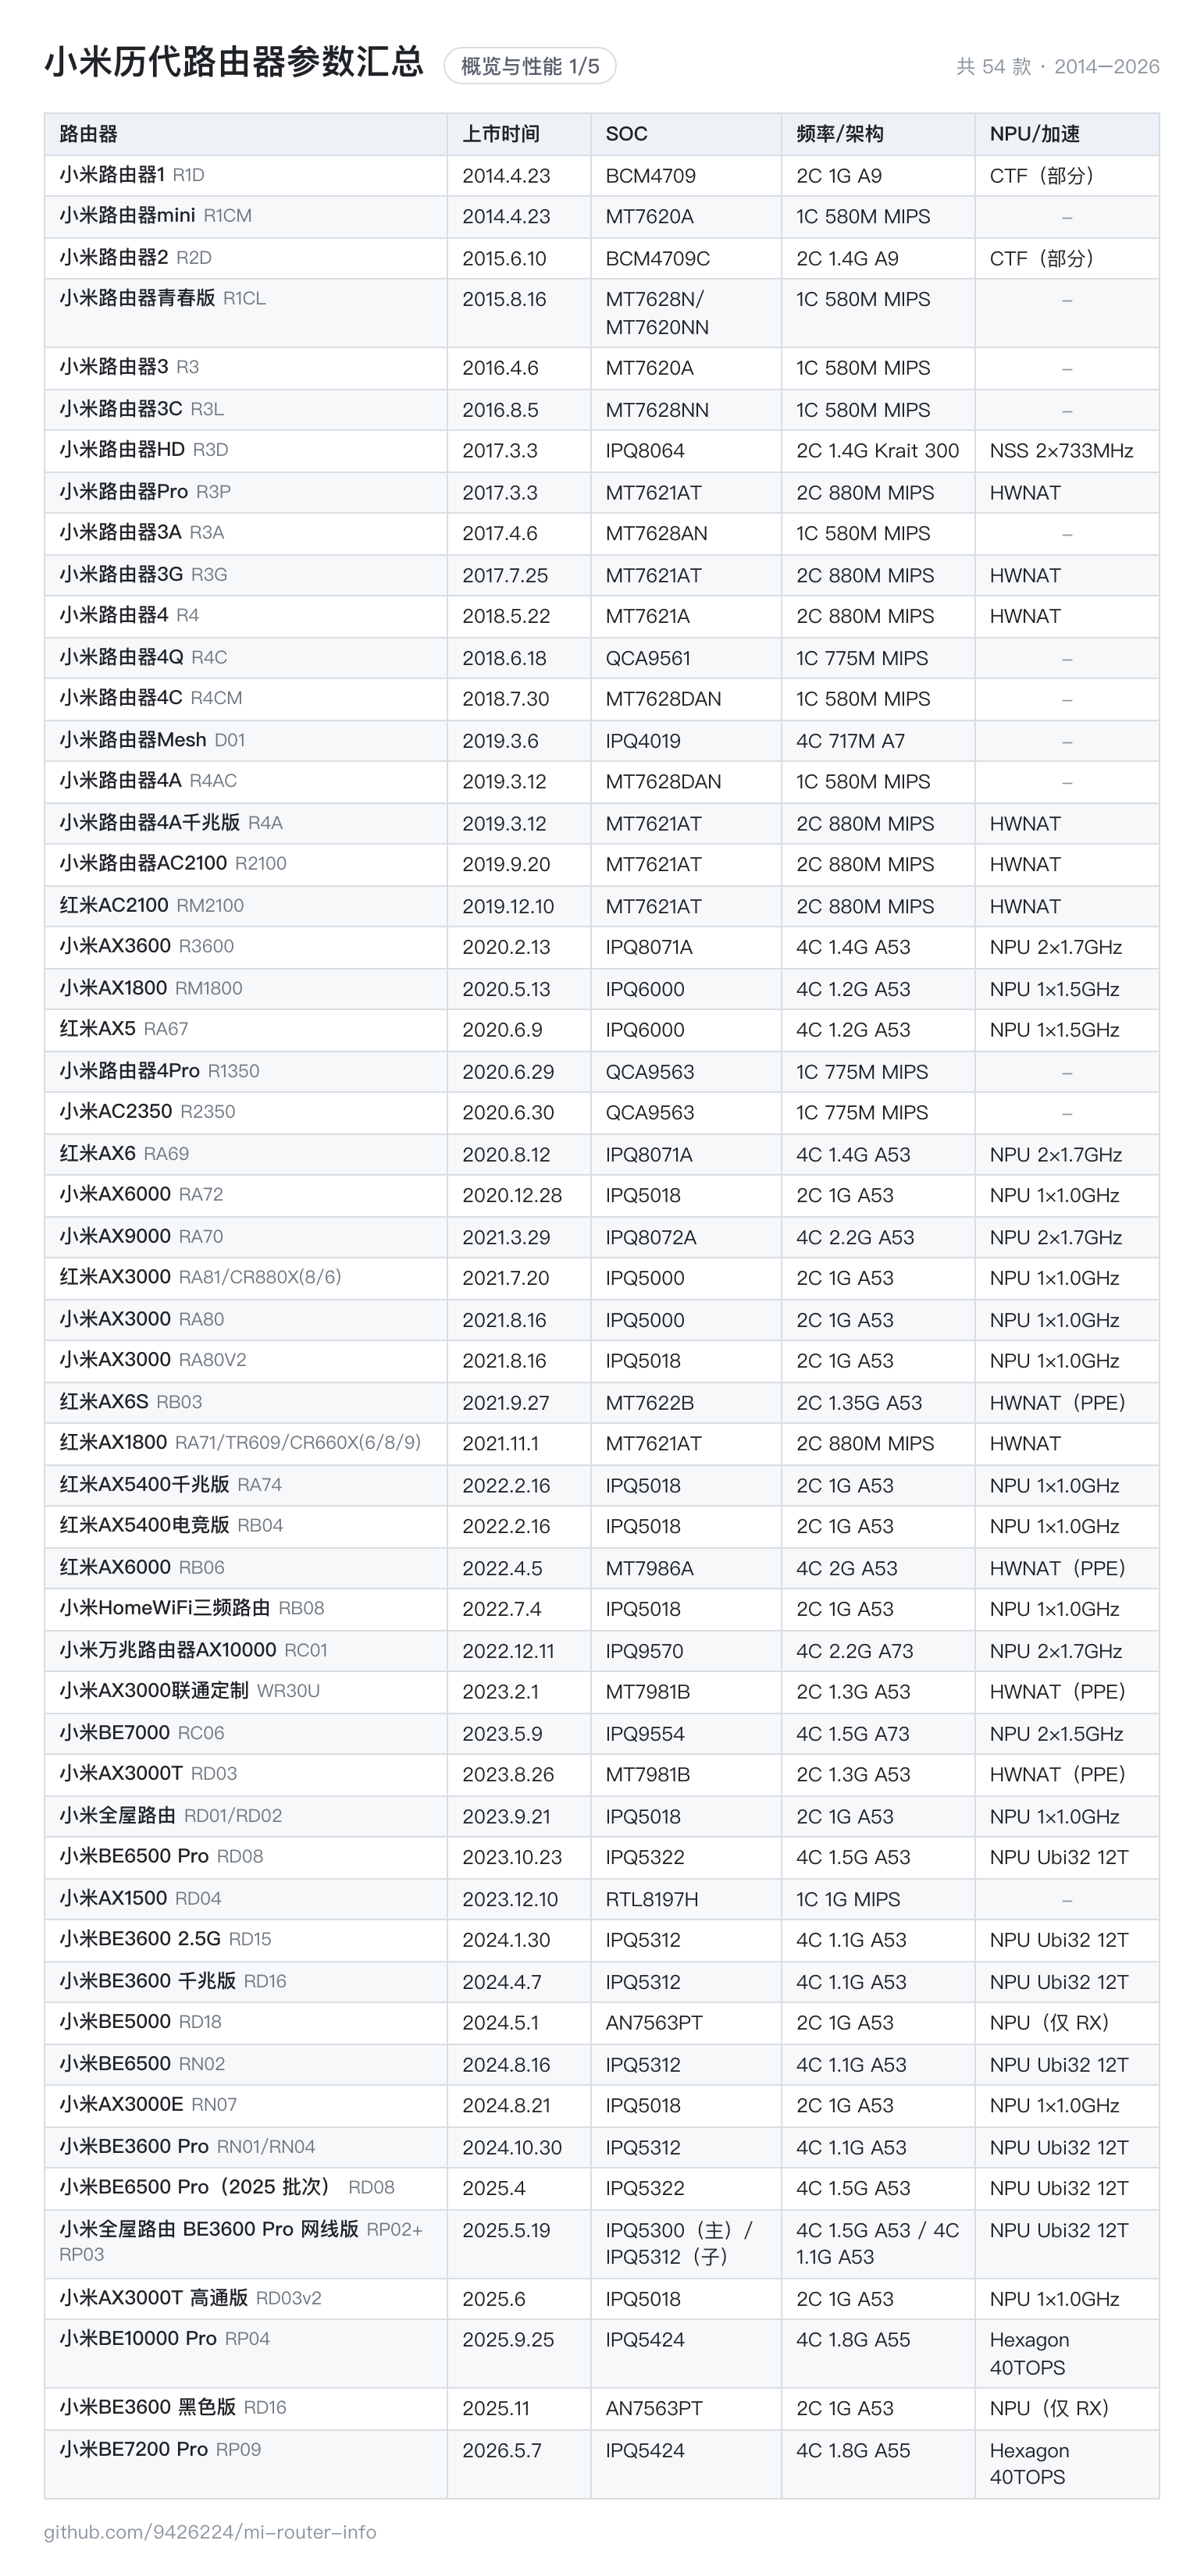 小米历代路由器参数汇总 概览与性能 1/5 共 54 款 · 2014—2026
路由器 上市时间 SOC 频率/架构 NPU/加速
小米路由器1 R1D 2014.4.23 BCM4709 2C 1G A9 CTF（部分）
小米路由器mini R1CM 2014.4.23 MT7620A 1C 580M MIPS –
小米路由器2 R2D 2015.6.10 BCM4709C 2C 1.4G A9 CTF（部分）
小米路由器青春版 R1CL 2015.8.16 MT7628N/ 1C 580M MIPS –
MT7620NN
小米路由器3 R3 2016.4.6 MT7620A 1C 580M MIPS –
小米路由器3C R3L 2016.8.5 MT7628NN 1C 580M MIPS –
小米路由器HD R3D 2017.3.3 IPQ8064 2C 1.4G Krait 300 NSS 2×733MHz
小米路由器Pro R3P 2017.3.3 MT7621AT 2C 880M MIPS HWNAT
小米路由器3A R3A 2017.4.6 MT7628AN 1C 580M MIPS –
小米路由器3G R3G 2017.7.25 MT7621AT 2C 880M MIPS HWNAT
小米路由器4 R4 2018.5.22 MT7621A 2C 880M MIPS HWNAT
小米路由器4Q R4C 2018.6.18 QCA9561 1C 775M MIPS –
小米路由器4C R4CM 2018.7.30 MT7628DAN 1C 580M MIPS –
小米路由器Mesh D01 2019.3.6 IPQ4019 4C 717M A7 –
小米路由器4A R4AC 2019.3.12 MT7628DAN 1C 580M MIPS –
小米路由器4A千兆版 R4A 2019.3.12 MT7621AT 2C 880M MIPS HWNAT
小米路由器AC2100 R2100 2019.9.20 MT7621AT 2C 880M MIPS HWNAT
红米AC2100 RM2100 2019.12.10 MT7621AT 2C 880M MIPS HWNAT
小米AX3600 R3600 2020.2.13 IPQ8071A 4C 1.4G A53 NPU 2×1.7GHz
小米AX1800 RM1800 2020.5.13 IPQ6000 4C 1.2G A53 NPU 1×1.5GHz
红米AX5 RA67 2020.6.9 IPQ6000 4C 1.2G A53 NPU 1×1.5GHz
小米路由器4Pro R1350 2020.6.29 QCA9563 1C 775M MIPS –
小米AC2350 R2350 2020.6.30 QCA9563 1C 775M MIPS –
红米AX6 RA69 2020.8.12 IPQ8071A 4C 1.4G A53 NPU 2×1.7GHz
小米AX6000 RA72 2020.12.28 IPQ5018 2C 1G A53 NPU 1×1.0GHz
小米AX9000 RA70 2021.3.29 IPQ8072A 4C 2.2G A53 NPU 2×1.7GHz
红米AX3000 RA81/CR880X(8/6) 2021.7.20 IPQ5000 2C 1G A53 NPU 1×1.0GHz
小米AX3000 RA80 2021.8.16 IPQ5000 2C 1G A53 NPU 1×1.0GHz
小米AX3000 RA80V2 2021.8.16 IPQ5018 2C 1G A53 NPU 1×1.0GHz
红米AX6S RB03 2021.9.27 MT7622B 2C 1.35G A53 HWNAT（PPE）
红米AX1800 RA71/TR609/CR660X(6/8/9) 2021.11.1 MT7621AT 2C 880M MIPS HWNAT
红米AX5400千兆版 RA74 2022.2.16 IPQ5018 2C 1G A53 NPU 1×1.0GHz
红米AX5400电竞版 RB04 2022.2.16 IPQ5018 2C 1G A53 NPU 1×1.0GHz
红米AX6000 RB06 2022.4.5 MT7986A 4C 2G A53 HWNAT（PPE）
小米HomeWiFi三频路由 RB08 2022.7.4 IPQ5018 2C 1G A53 NPU 1×1.0GHz
小米万兆路由器AX10000 RC01 2022.12.11 IPQ9570 4C 2.2G A73 NPU 2×1.7GHz
小米AX3000联通定制 WR30U 2023.2.1 MT7981B 2C 1.3G A53 HWNAT（PPE）
小米BE7000 RC06 2023.5.9 IPQ9554 4C 1.5G A73 NPU 2×1.5GHz
小米AX3000T RD03 2023.8.26 MT7981B 2C 1.3G A53 HWNAT（PPE）
小米全屋路由 RD01/RD02 2023.9.21 IPQ5018 2C 1G A53 NPU 1×1.0GHz
小米BE6500 Pro RD08 2023.10.23 IPQ5322 4C 1.5G A53 NPU Ubi32 12T
小米AX1500 RD04 2023.12.10 RTL8197H 1C 1G MIPS –
小米BE3600 2.5G RD15 2024.1.30 IPQ5312 4C 1.1G A53 NPU Ubi32 12T
小米BE3600 千兆版 RD16 2024.4.7 IPQ5312 4C 1.1G A53 NPU Ubi32 12T
小米BE5000 RD18 2024.5.1 AN7563PT 2C 1G A53 NPU（仅 RX）
小米BE6500 RN02 2024.8.16 IPQ5312 4C 1.1G A53 NPU Ubi32 12T
小米AX3000E RN07 2024.8.21 IPQ5018 2C 1G A53 NPU 1×1.0GHz
小米BE3600 Pro RN01/RN04 2024.10.30 IPQ5312 4C 1.1G A53 NPU Ubi32 12T
小米BE6500 Pro（2025 批次） RD08 2025.4 IPQ5322 4C 1.5G A53 NPU Ubi32 12T
小米全屋路由 BE3600 Pro 网线版 RP02+ 2025.5.19 IPQ5300（主）/ 4C 1.5G A53 / 4C NPU Ubi32 12T
RP03 IPQ5312（子） 1.1G A53
小米AX3000T 高通版 RD03v2 2025.6 IPQ5018 2C 1G A53 NPU 1×1.0GHz
小米BE10000 Pro RP04 2025.9.25 IPQ5424 4C 1.8G A55 Hexagon
40TOPS
小米BE3600 黑色版 RD16 2025.11 AN7563PT 2C 1G A53 NPU（仅 RX）
小米BE7200 Pro RP09 2026.5.7 IPQ5424 4C 1.8G A55 Hexagon
40TOPS
github.com/9426224/mi-router-info